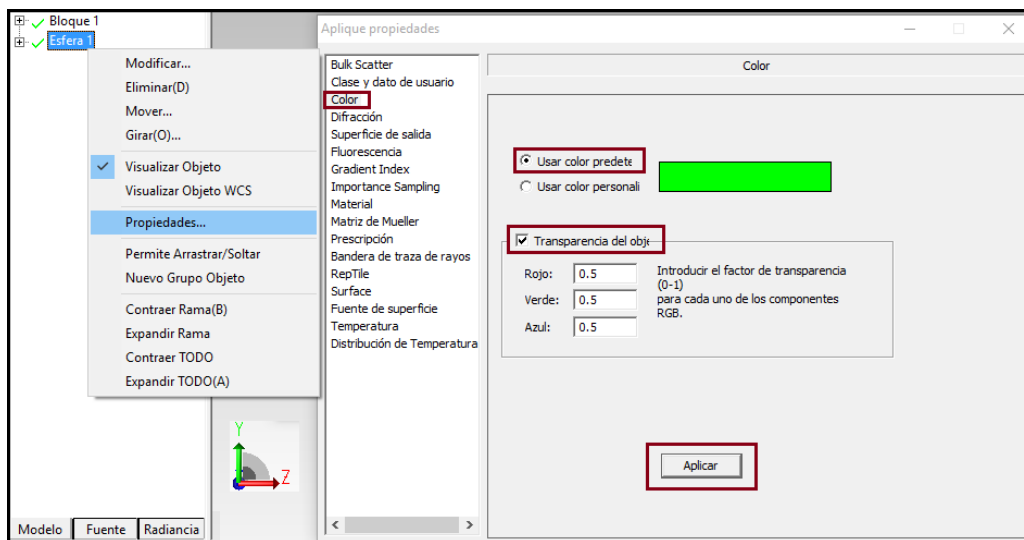 Bloque 1
Esfera 1
Modificar...
Eliminar(D)
Mover...
Girar(O)...
Visualizar Objeto
Visualizar Objeto WCS
Propiedades...
Permite Arrastrar/Soltar
Nuevo Grupo Objeto
Contraer Rama(B)
Expandir Rama
Contraer TODO
Expandir TODO(A)
Y
Z
Modelo
Fuente
Radiancia
Aplique propiedades
Bulk Scatter
Clase y dato de usuario
Color
Difracción
Superficie de salida
Fluorescencia
Gradient Index
Importance Sampling
Material
Matriz de Mueller
Prescripción
Bandera de traza de rayos
RepTile
Surface
Fuente de superficie
Temperatura
Distribución de Temperatura
Color
Usar color predete
Usar color personali
Transparencia del obje
Rojo: 0.5
Verde: 0.5
Azul: 0.5
Introducir el factor de transparencia
(0-1)
para cada uno de los componentes
RGB.
Aplicar